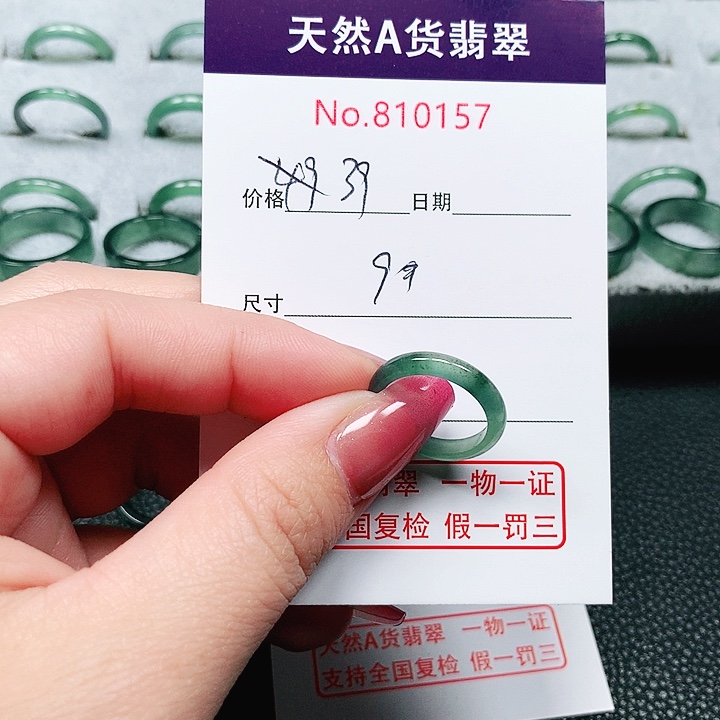 天然A货翡翠
No.810157
价格 49 39 日期
尺寸 9#
翠 一物一证
国复检 假一罚三
天然A货翡翠 一物一证
支持全国复检 假一罚三